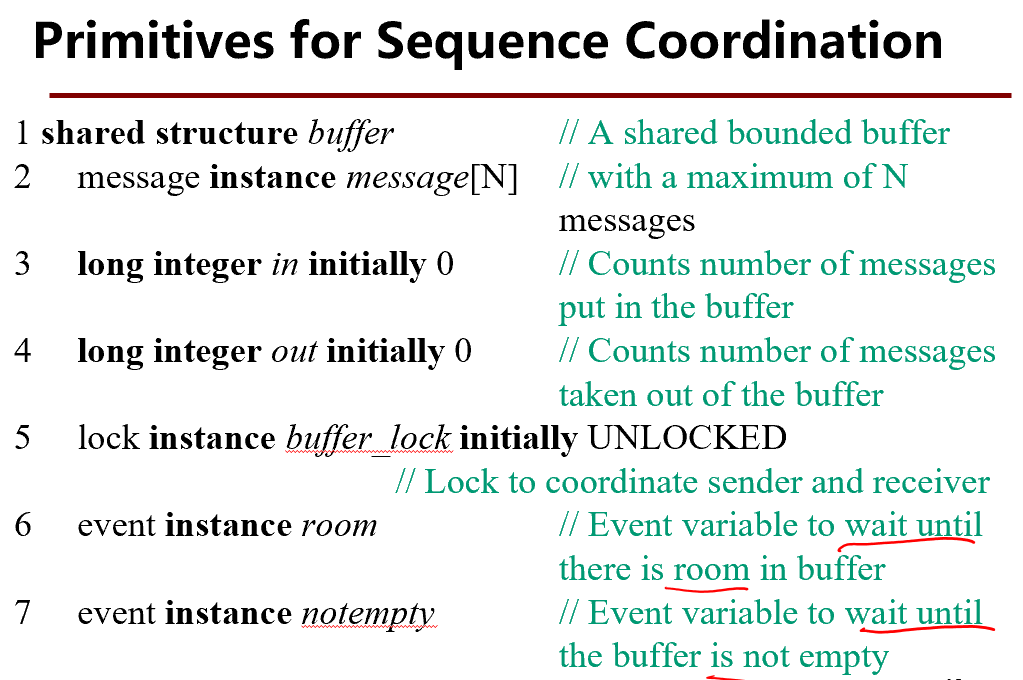 Primitives for Sequence Coordination
1 shared structure buffer // A shared bounded buffer
2 message instance message[N] // with a maximum of N
messages
3 long integer in initially 0 // Counts number of messages
put in the buffer
4 long integer out initially 0 // Counts number of messages
taken out of the buffer
5 lock instance buffer_lock initially UNLOCKED
// Lock to coordinate sender and receiver
6 event instance room // Event variable to wait until
there is room in buffer
7 event instance notempty // Event variable to wait until
the buffer is not empty